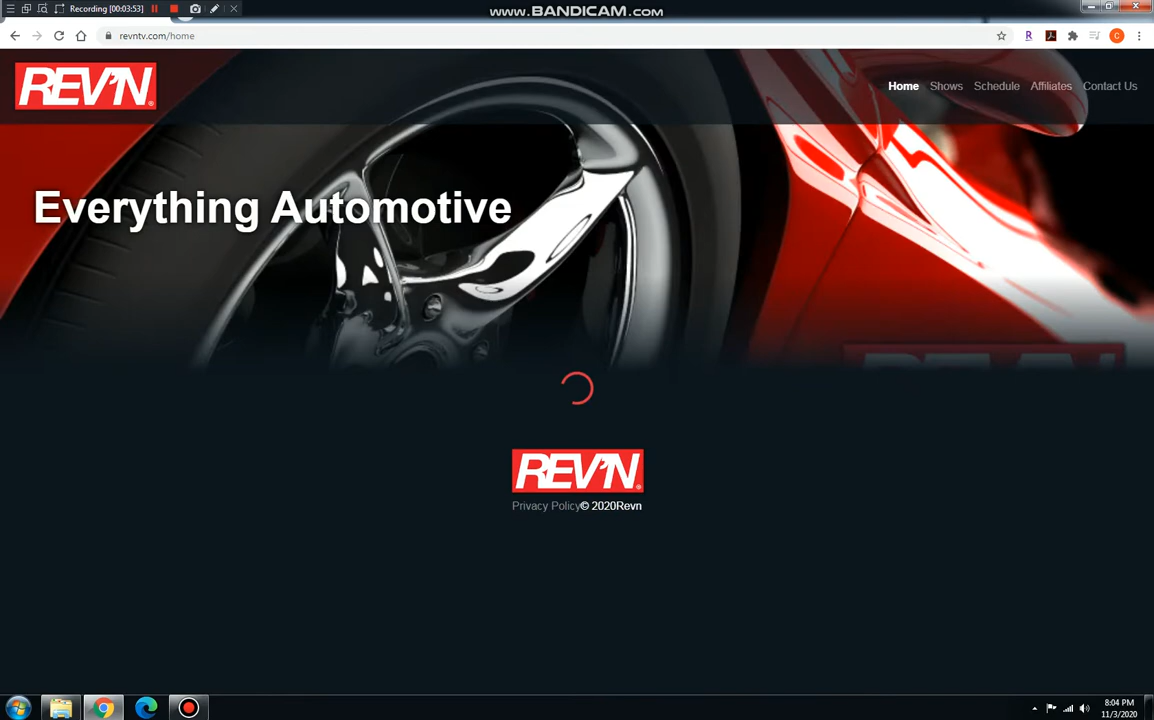 Recording [00:03:53]
WWW.BANDICAM.COM
revntv.com/home
R
C
REV'N®
Home Shows Schedule Affiliates Contact Us
Everything Automotive
REV'N®
Privacy Policy© 2020Revn
8:04 PM
11/3/2020